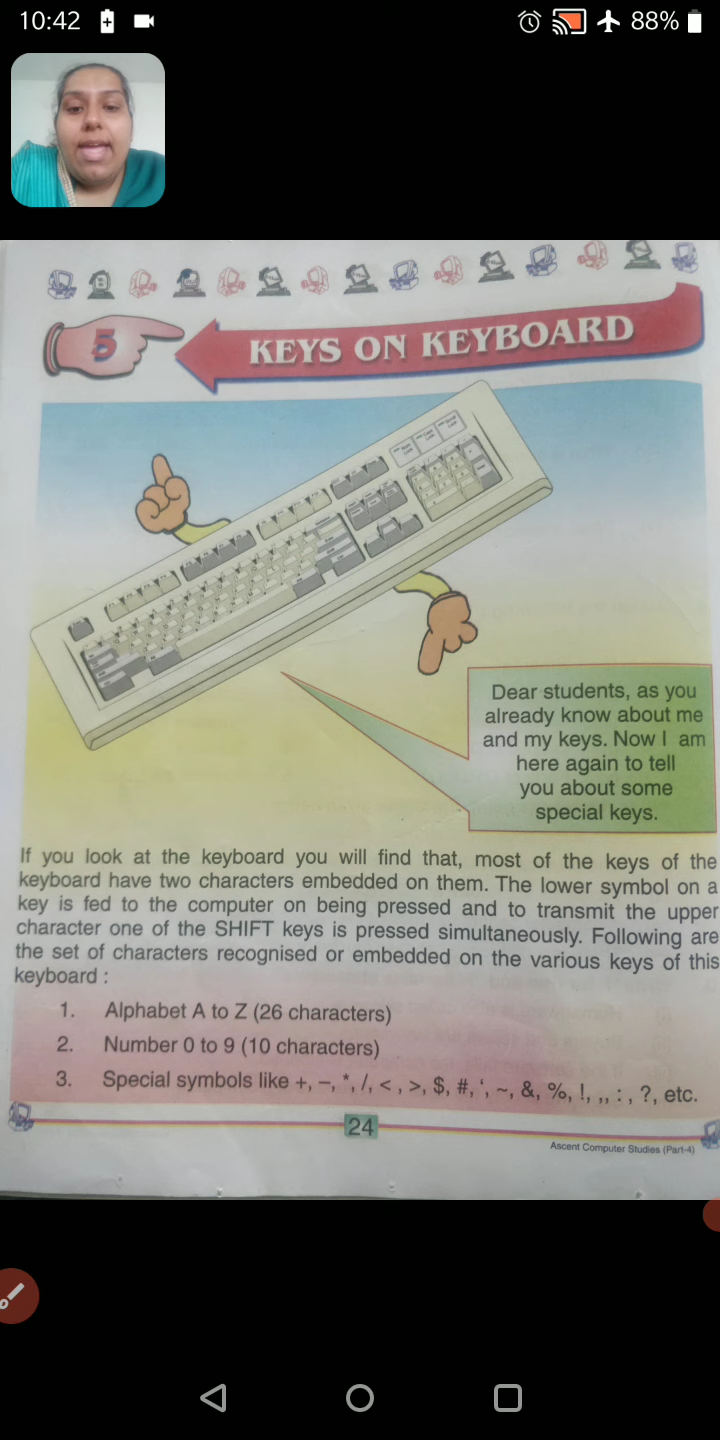 10:42
88%
5
KEYS ON KEYBOARD
Dear students, as you
already know about me
and my keys. Now I am
here again to tell
you about some
special keys.
If you look at the keyboard you will find that, most of the keys of the
keyboard have two characters embedded on them. The lower symbol on a
key is fed to the computer on being pressed and to transmit the upper
character one of the SHIFT keys is pressed simultaneously. Following are
the set of characters recognised or embedded on the various keys of this
keyboard :
1. Alphabet A to Z (26 characters)
2. Number 0 to 9 (10 characters)
3. Special symbols like +, –, *, /, < , >, $, #, ‘, ~, &, %, !, ,, : , ?, etc.
24
Ascent Computer Studies (Part-4)